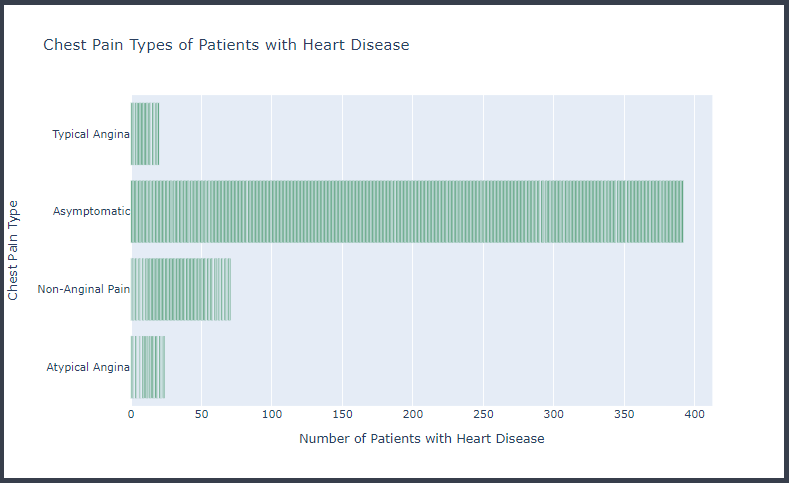 Chest Pain Types of Patients with Heart Disease
Chest Pain Type
Typical Angina
Asymptomatic
Non-Anginal Pain
Atypical Angina
0 50 100 150 200 250 300 350 400
Number of Patients with Heart Disease